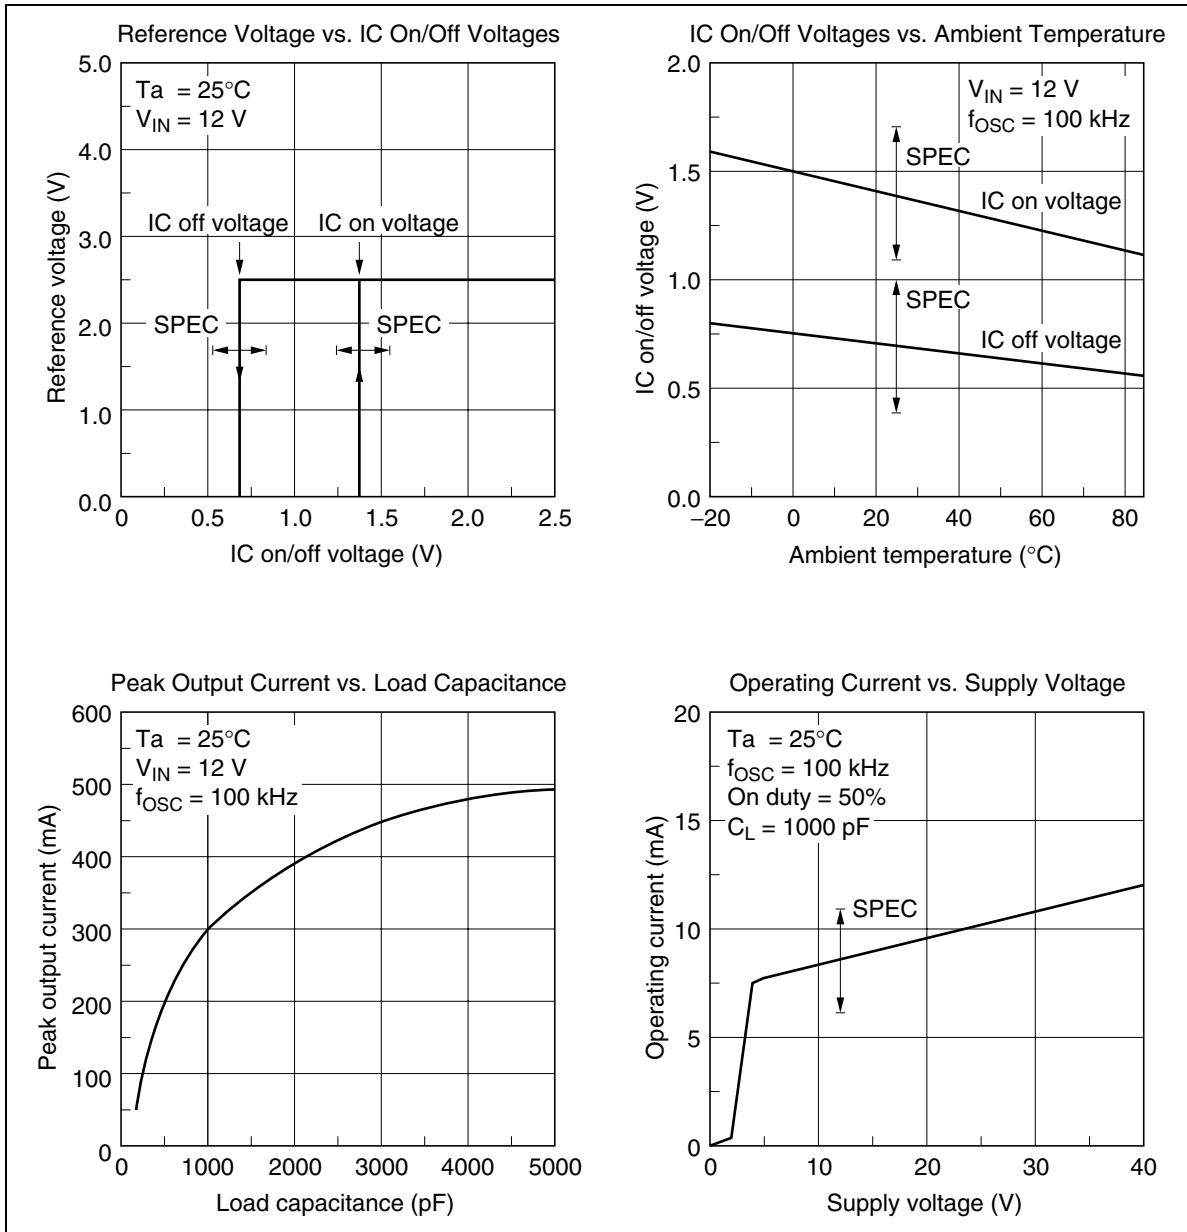 Reference Voltage vs. IC On/Off Voltages
5.0
4.0
3.0
2.0
1.0
0.0
Reference voltage (V)
Ta = 25°C
V_IN = 12 V
IC off voltage
IC on voltage
SPEC
SPEC
0
0.5
1.0
1.5
2.0
2.5
IC on/off voltage (V)
IC On/Off Voltages vs. Ambient Temperature
2.0
1.5
1.0
0.5
0.0
IC on/off voltage (V)
V_IN = 12 V
f_OSC = 100 kHz
SPEC
IC on voltage
SPEC
IC off voltage
−20
0
20
40
60
80
Ambient temperature (°C)
Peak Output Current vs. Load Capacitance
600
500
400
300
200
100
0
Peak output current (mA)
Ta = 25°C
V_IN = 12 V
f_OSC = 100 kHz
0
1000
2000
3000
4000
5000
Load capacitance (pF)
Operating Current vs. Supply Voltage
20
15
10
5
0
Operating current (mA)
Ta = 25°C
f_OSC = 100 kHz
On duty = 50%
C_L = 1000 pF
SPEC
0
10
20
30
40
Supply voltage (V)